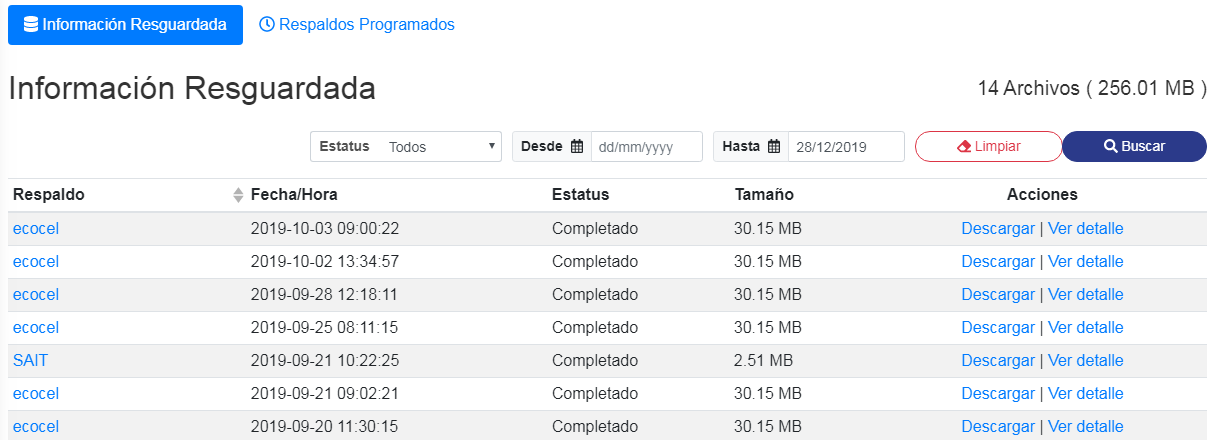 Información Resguardada Respaldos Programados
Información Resguardada 14 Archivos ( 256.01 MB )
Estatus Todos Desde dd/mm/yyyy Hasta 28/12/2019 Limpiar Buscar
Respaldo Fecha/Hora Estatus Tamaño Acciones
ecocel 2019-10-03 09:00:22 Completado 30.15 MB Descargar | Ver detalle
ecocel 2019-10-02 13:34:57 Completado 30.15 MB Descargar | Ver detalle
ecocel 2019-09-28 12:18:11 Completado 30.15 MB Descargar | Ver detalle
ecocel 2019-09-25 08:11:15 Completado 30.15 MB Descargar | Ver detalle
SAIT 2019-09-21 10:22:25 Completado 2.51 MB Descargar | Ver detalle
ecocel 2019-09-21 09:02:21 Completado 30.15 MB Descargar | Ver detalle
ecocel 2019-09-20 11:30:15 Completado 30.15 MB Descargar | Ver detalle